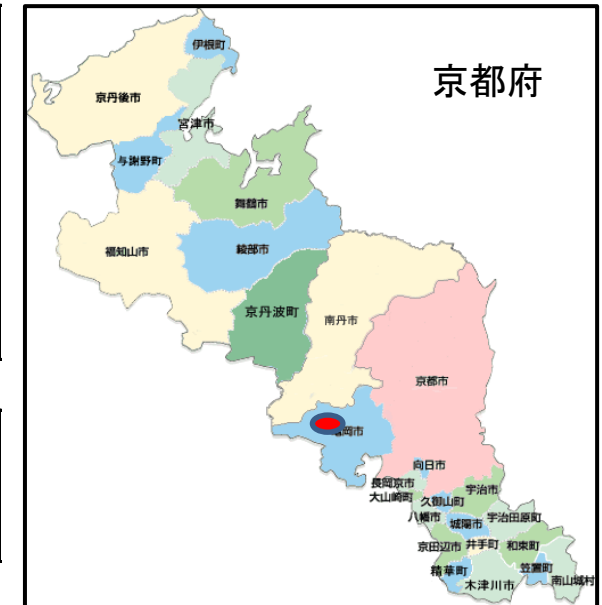 京都府
伊根町
京丹後市
宮津市
与謝野町
舞鶴市
福知山市
綾部市
京丹波町
南丹市
京都市
岡市
向日市
長岡京市
大山崎町
久御山町
宇治市
八幡市
城陽市
宇治田原町
京田辺市
井手町
和束町
精華町
木津川市
笠置町
南山城村